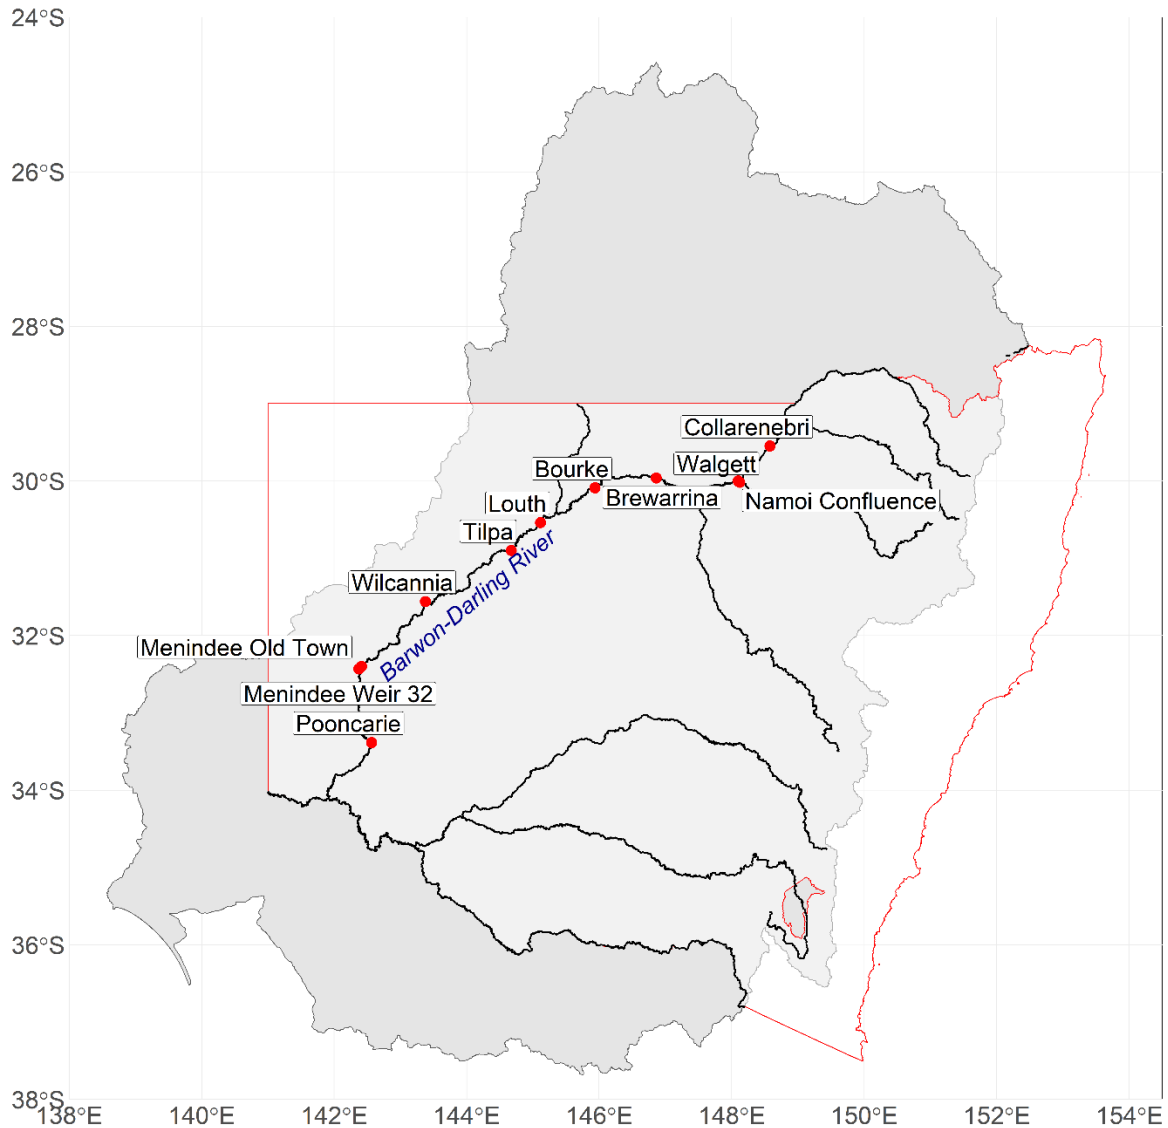 24°S
26°S
28°S
Collarenebri
30°S
Bourke
Walgett
Brewarrina
Namoi Confluence
Louth
Tilpa
Wilcannia
Barwon-Darling River
32°S
Menindee Old Town
Menindee Weir 32
Pooncarie
34°S
36°S
38°S
138°E
140°E
142°E
144°E
146°E
148°E
150°E
152°E
154°E